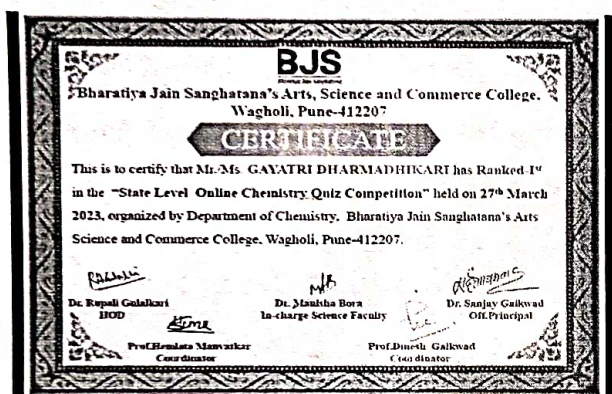 BJS
Bharatiya Jain Sanghatana's Arts, Science and Commerce College.
Wagholi, Pune-412207
CERTIFICATE
This is to certify that Mr./Ms. GAYATRI DHARMADHIKARI has Ranked-Ist
in the "State Level Online Chemistry Quiz Competition" held on 27th March
2023, organized by Department of Chemistry, Bharatiya Jain Sanghatana's Arts
Science and Commerce College, Wagholi, Pune-412207.
Dr. Rupali Gulalkari
HOD
Dr. Manisha Bora
In-charge Science Faculty
Dr. Sanjay Gaikwad
Off.Principal
Prof.Hemlata Manvatkar
Coordinator
Prof.Dinesh Gaikwad
Coordinator